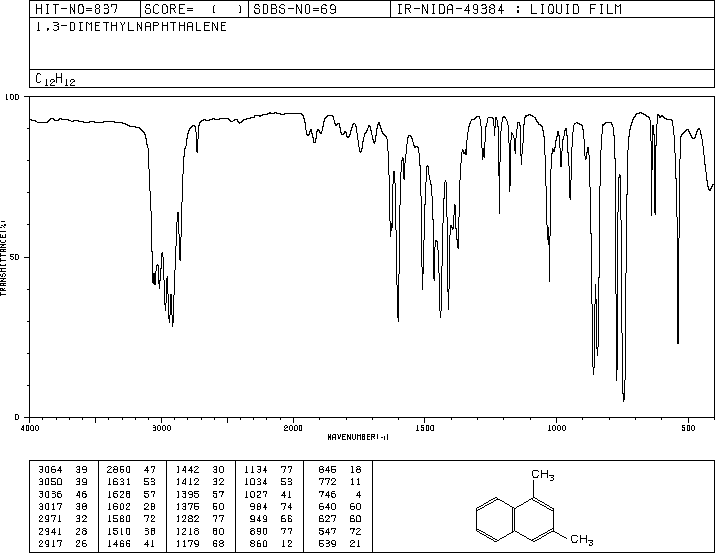 HIT-NO=837 SCORE= ( ) SDBS-NO=69 IR-NIDA-49384 : LIQUID FILM
1,3-DIMETHYLNAPHTHALENE
C12H12
100
50
0
TRANSMITTANCE(%)
4000 3000 2000 1500 1000 500
WAVENUMBER(-1)
3064 39 2860 47 1442 30 1134 77 845 18
3050 39 1631 53 1412 32 1034 53 772 11
3036 46 1628 57 1395 57 1027 41 746 4
3017 38 1602 28 1375 50 984 74 640 60
2971 32 1580 72 1282 77 949 66 627 60
2941 28 1510 38 1218 60 890 77 547 72
2917 26 1466 41 1179 68 860 12 539 21
CH3
CH3